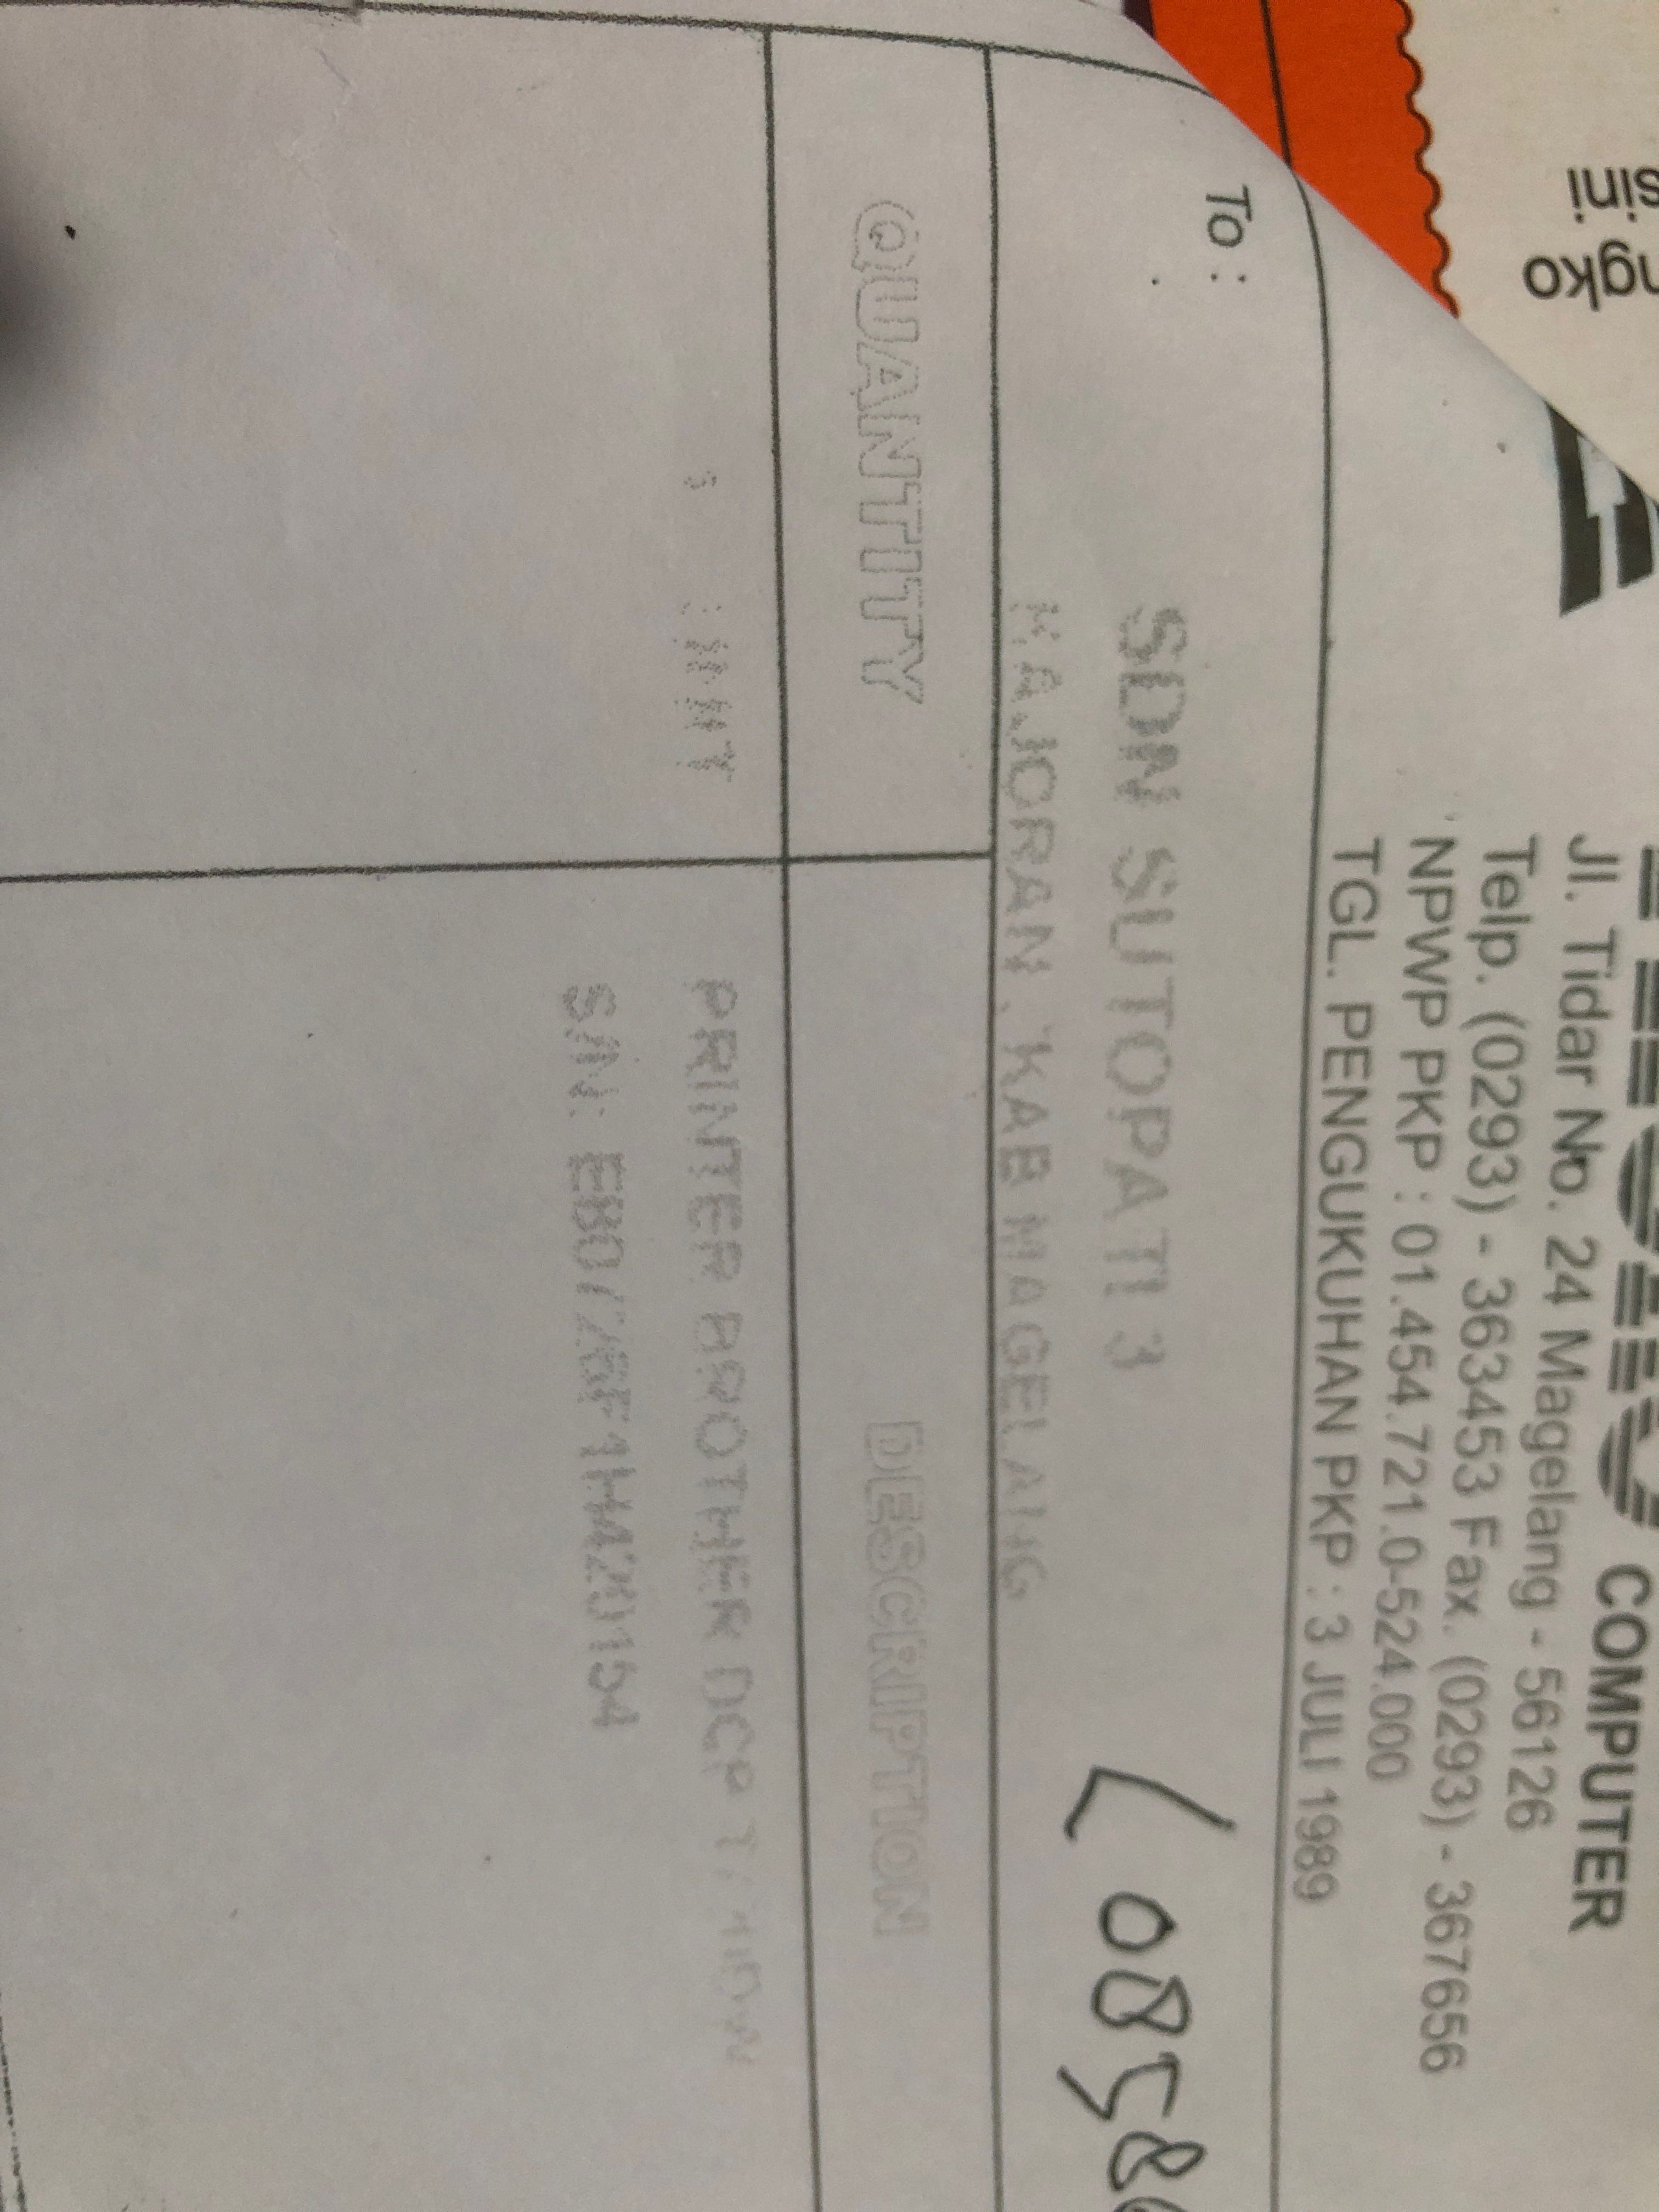 COMPUTER
Jl. Tidar No. 24 Magelang - 56126
Telp. (0293) - 363453 Fax. (0293) - 367656
NPWP PKP : 01.454.721.0-524.000
TGL. PENGUKUHAN PKP : 3 JULI 1989
To :
SDN SUTOPATI 3
KAJORAN, KAB MAGELANG
QUANTITY
DESCRIPTION
UNIT
PRINTER BROTHER DCP
S/N:
sini